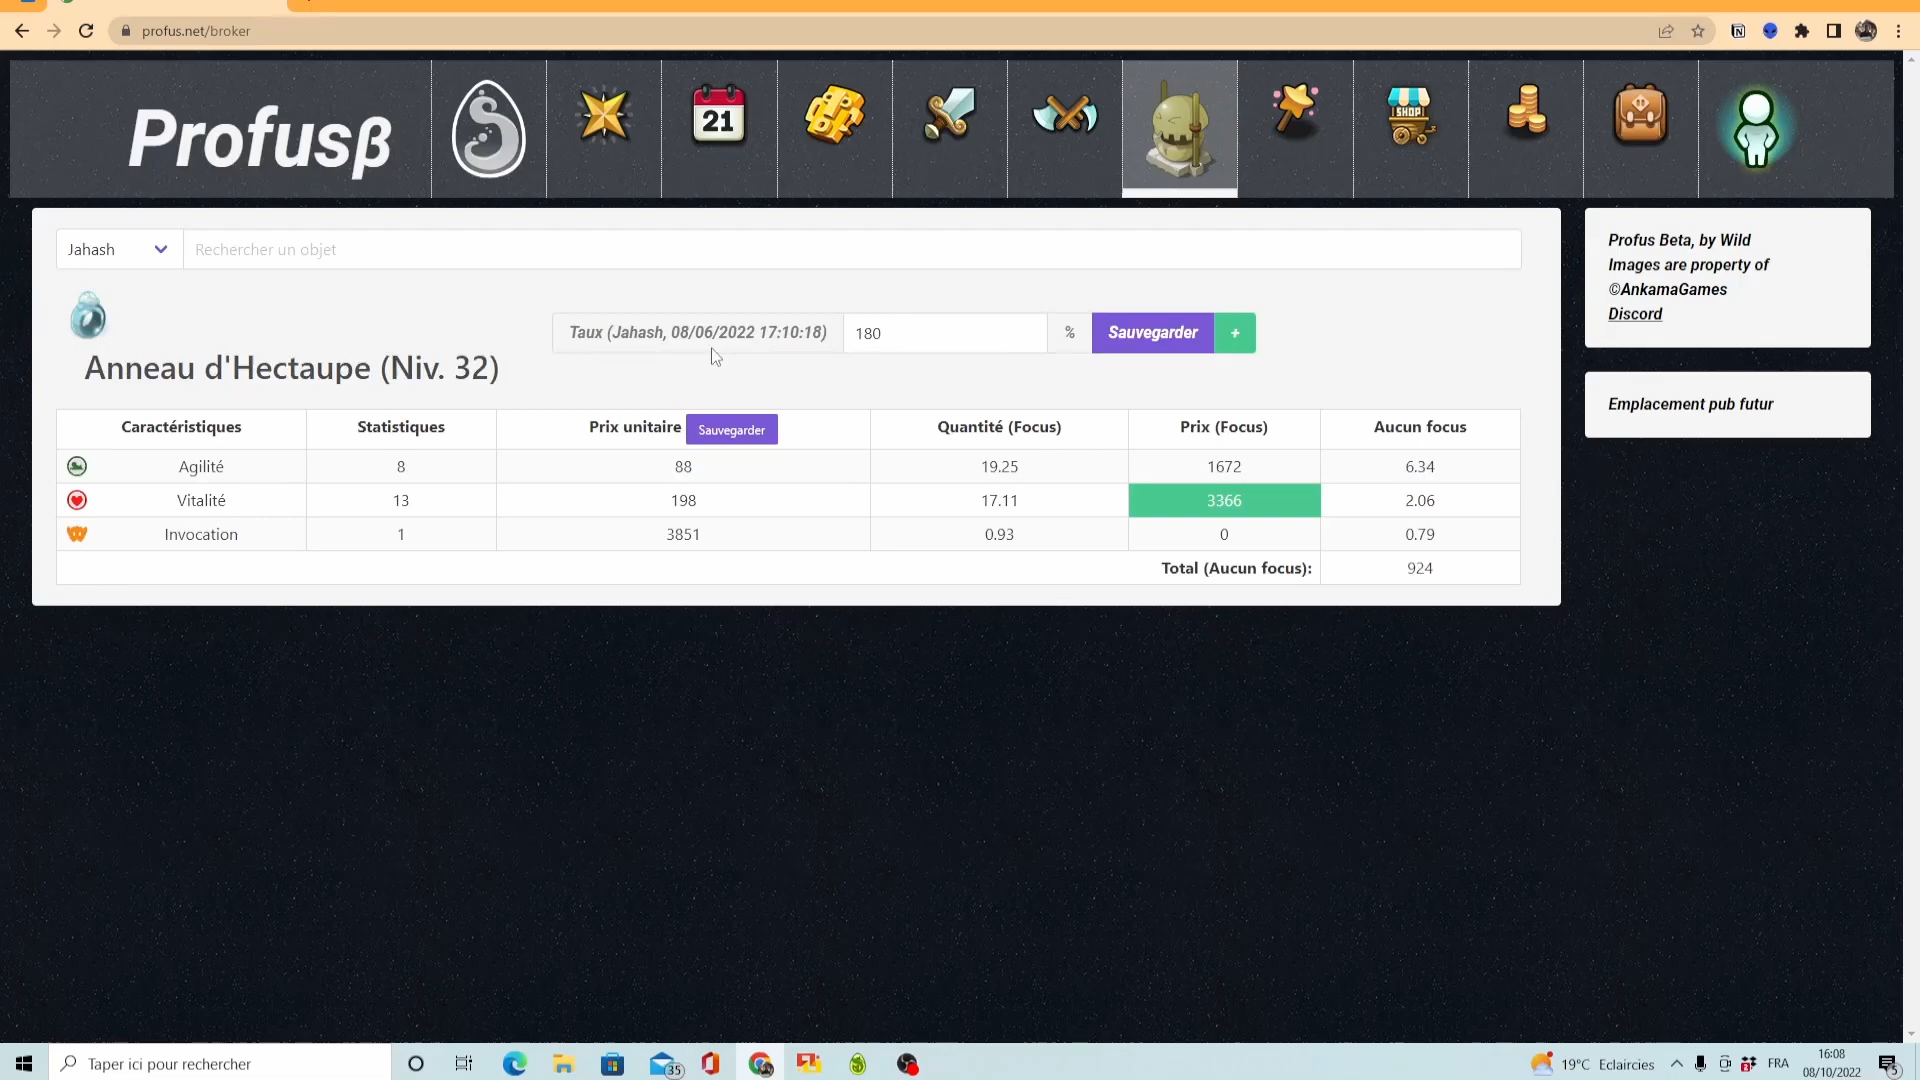 profus.net/broker
Profusβ
21
SHOP!
Jahash
Rechercher un objet
Profus Beta, by Wild
Images are property of
©AnkamaGames
Discord
Taux (Jahash, 08/06/2022 17:10:18)
180
%
Sauvegarder
+
Anneau d'Hectaupe (Niv. 32)
Emplacement pub futur
Caractéristiques Statistiques Prix unitaire Sauvegarder Quantité (Focus) Prix (Focus) Aucun focus
Agilité 8 88 19.25 1672 6.34
Vitalité 13 198 17.11 3366 2.06
Invocation 1 3851 0.93 0 0.79
Total (Aucun focus): 924
Taper ici pour rechercher
35
19°C Eclaircies
FRA
16:08
08/10/2022
5